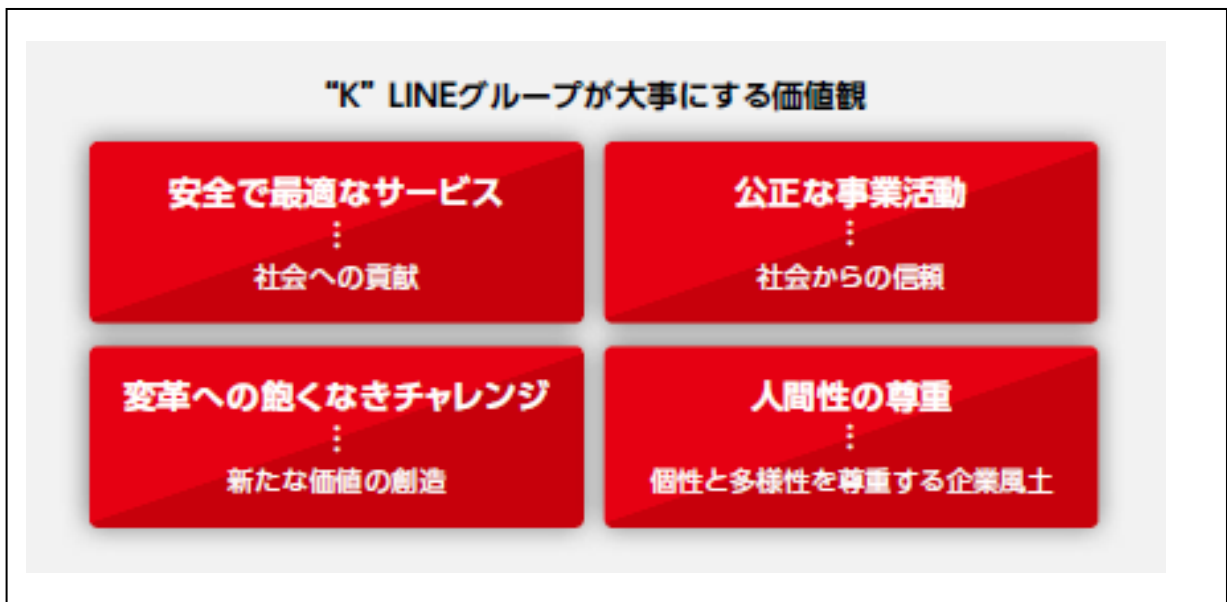 “K” LINEグループが大事にする価値観
安全で最適なサービス
⋮
社会への貢献
公正な事業活動
⋮
社会からの信頼
変革への飽くなきチャレンジ
⋮
新たな価値の創造
人間性の尊重
⋮
個性と多様性を尊重する企業風土